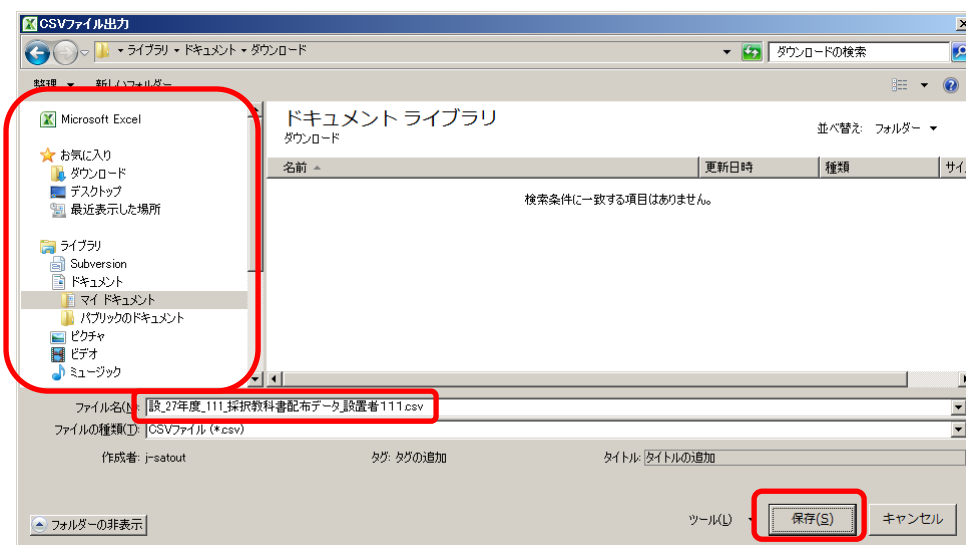 CSVファイル出力
ライブラリ ▾ ドキュメント ▾ ダウンロード
ダウンロードの検索
整理 ▾ 新しいフォルダー
Microsoft Excel
お気に入り
ダウンロード
デスクトップ
最近表示した場所
ライブラリ
Subversion
ドキュメント
マイ ドキュメント
パブリックのドキュメント
ピクチャ
ビデオ
ミュージック
ドキュメント ライブラリ
ダウンロード
並べ替え: フォルダー ▾
名前 更新日時 種類 サイ
検索条件に一致する項目はありません。
ファイル名(N): 設_27年度_111_採択教科書配布データ_設置者111.csv
ファイルの種類(T): CSVファイル (*.csv)
作成者: j-satout タグ: タグの追加 タイトル: タイトルの追加
フォルダーの非表示
ツール(L) ▾ 保存(S) キャンセル